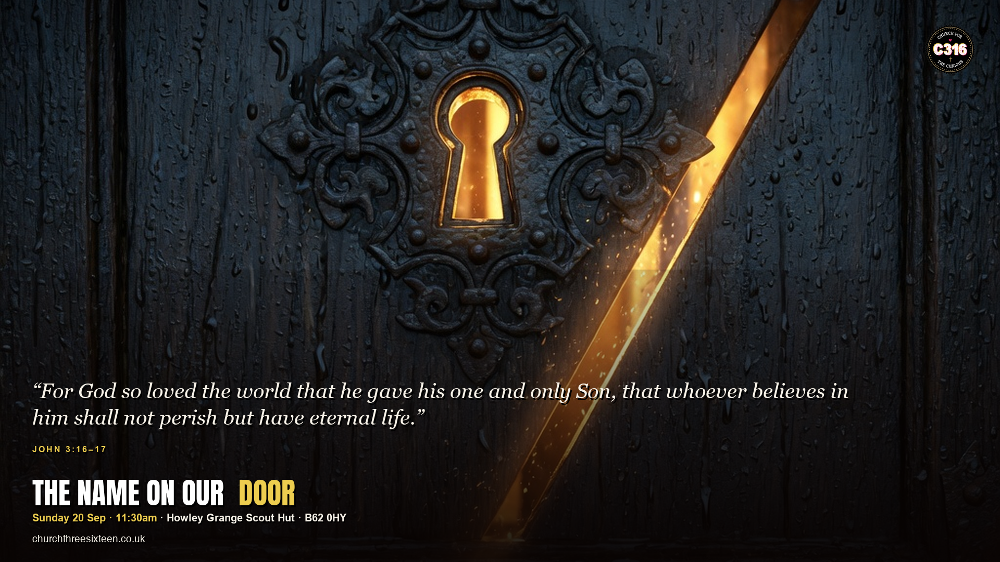 CHURCH FOR
C316
THE CURIOUS
“For God so loved the world that he gave his one and only Son, that whoever believes in
him shall not perish but have eternal life.”
JOHN 3:16–17
THE NAME ON OUR DOOR
Sunday 20 Sep · 11:30am · Howley Grange Scout Hut · B62 0HY
churchthreesixteen.co.uk